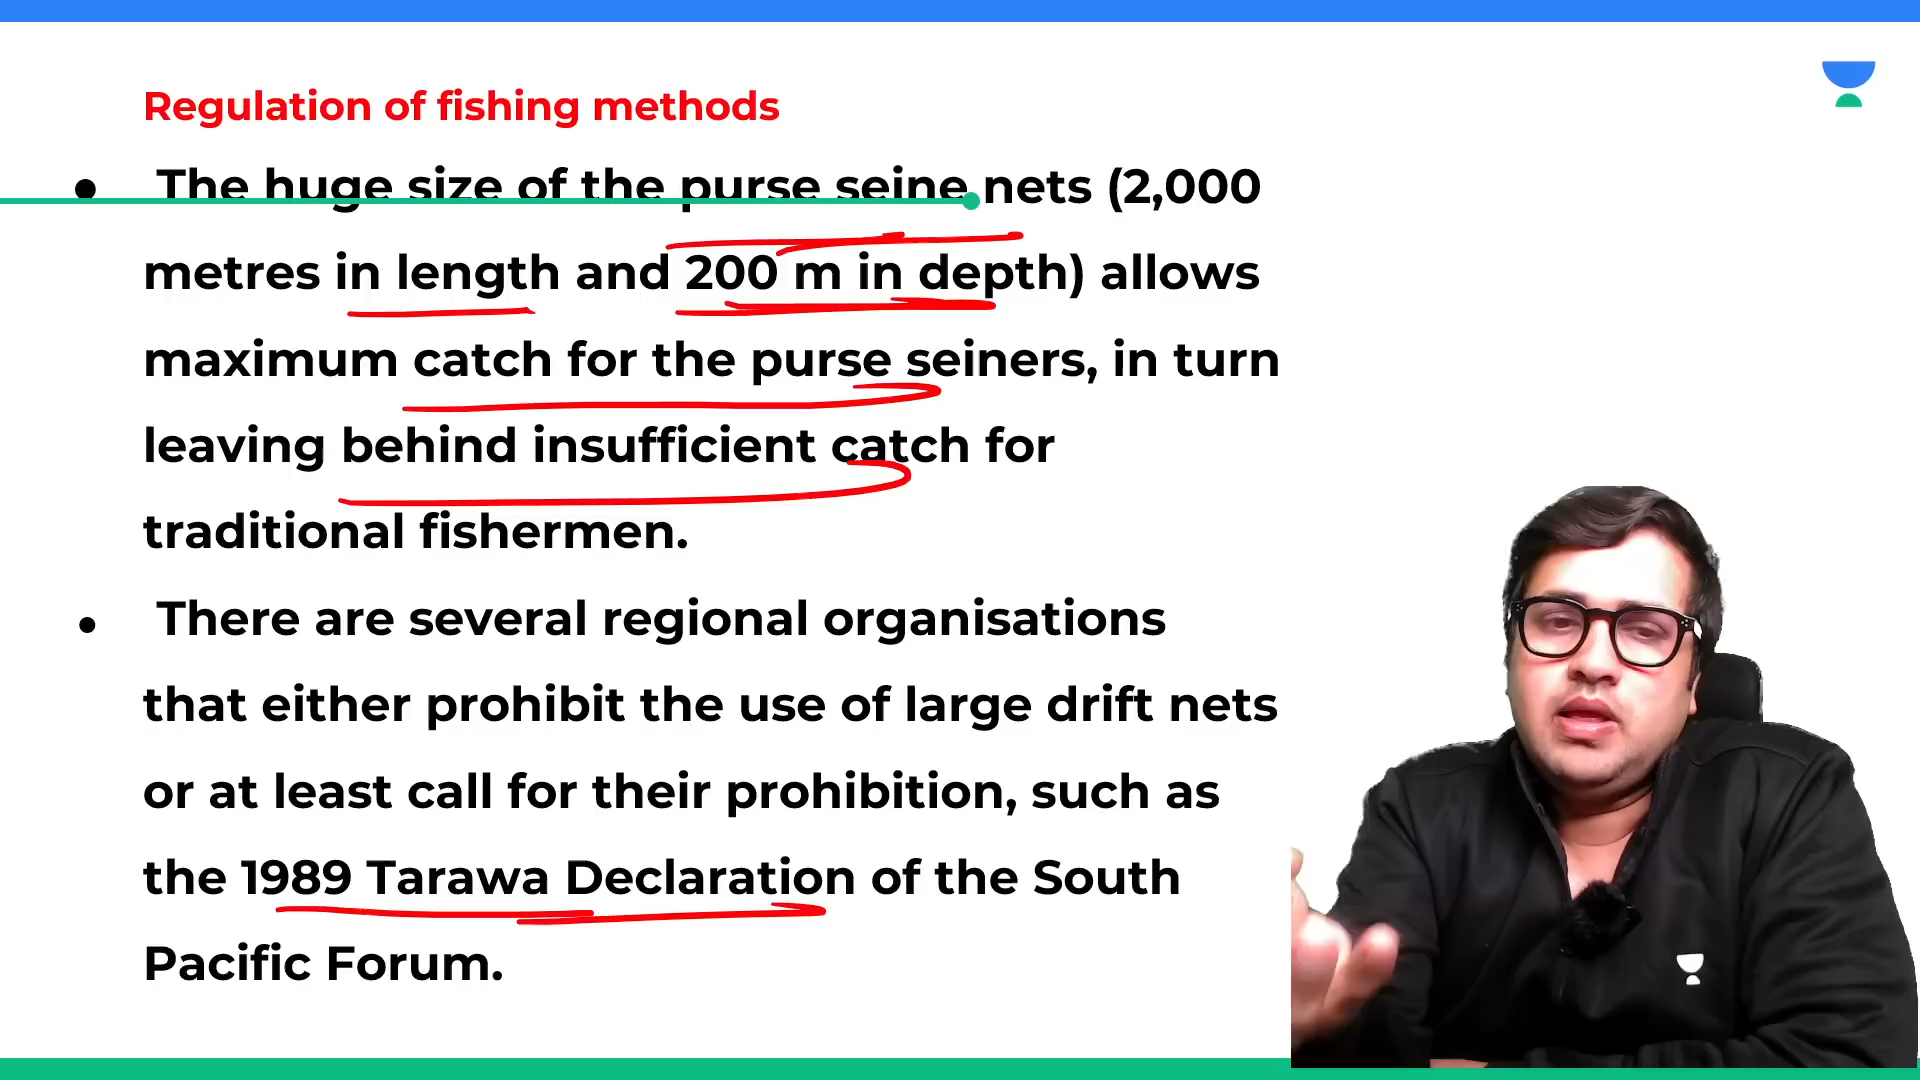 Regulation of fishing methods
• The huge size of the purse seine nets (2,000
metres in length and 200 m in depth) allows
maximum catch for the purse seiners, in turn
leaving behind insufficient catch for
traditional fishermen.
• There are several regional organisations
that either prohibit the use of large drift nets
or at least call for their prohibition, such as
the 1989 Tarawa Declaration of the South
Pacific Forum.